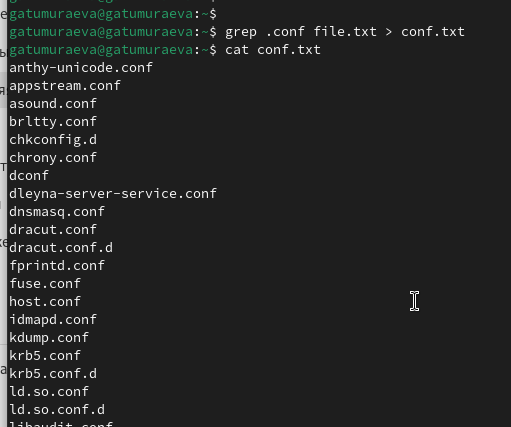 gatumuraeva@gatumuraeva:~$
gatumuraeva@gatumuraeva:~$ grep .conf file.txt > conf.txt
gatumuraeva@gatumuraeva:~$ cat conf.txt
anthy-unicode.conf
appstream.conf
asound.conf
brltty.conf
chkconfig.d
chrony.conf
dconf
dleyna-server-service.conf
dnsmasq.conf
dracut.conf
dracut.conf.d
fprintd.conf
fuse.conf
host.conf
idmapd.conf
kdump.conf
krb5.conf
krb5.conf.d
ld.so.conf
ld.so.conf.d
libaudit.conf